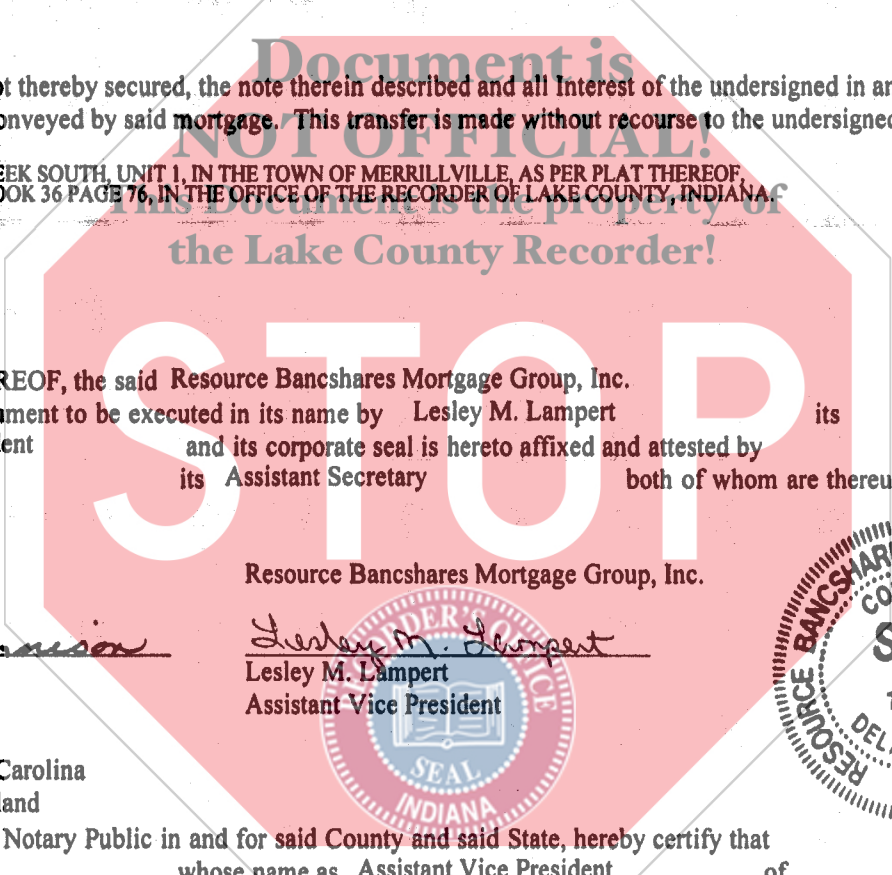 Document is
t thereby secured, the note therein described and all Interest of the undersigned in an
onveyed by said mortgage. This transfer is made without recourse to the undersigned
NOT OFFICIAL!
EEK SOUTH, UNIT 1, IN THE TOWN OF MERRILLVILLE, AS PER PLAT THEREOF,
OOK 36 PAGE 76, IN THE OFFICE OF THE RECORDER OF LAKE COUNTY, INDIANA.
This Document is the property of
the Lake County Recorder!
STOP
REOF, the said Resource Bancshares Mortgage Group, Inc.
ument to be executed in its name by Lesley M. Lampert its
ent and its corporate seal is hereto affixed and attested by
its Assistant Secretary both of whom are thereu
Resource Bancshares Mortgage Group, Inc.
Lesley M. Lampert
Lesley M. Lampert
Assistant Vice President
RECORDER'S OFFICE
SEAL
INDIANA
RESOURCE BANCSHAR
CO
S
DEL
Carolina
land
Notary Public in and for said County and said State, hereby certify that
whose name as Assistant Vice President of